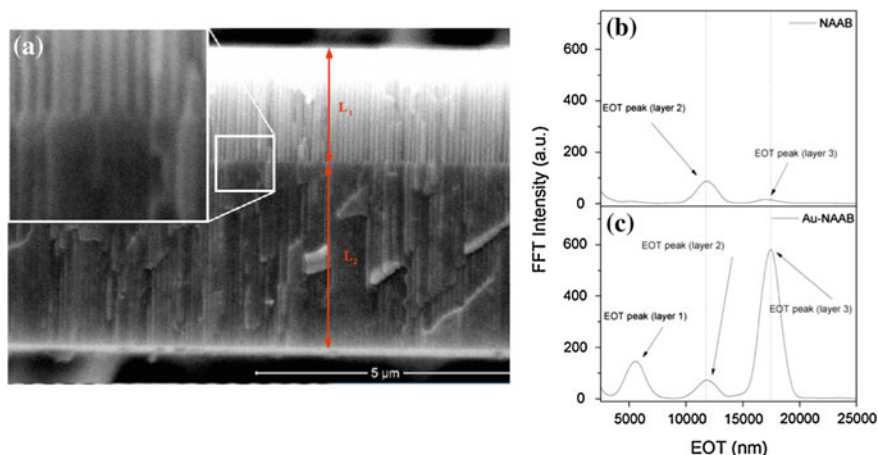 (a)
L₁
L₂
5 µm
(b)
NAAB
600
400
200
0
EOT peak (layer 2)
EOT peak (layer 3)
FFT Intensity (a.u.)
(c)
Au-NAAB
600
400
200
0
EOT peak (layer 2)
EOT peak (layer 3)
EOT peak (layer 1)
5000
10000
15000
20000
25000
EOT (nm)